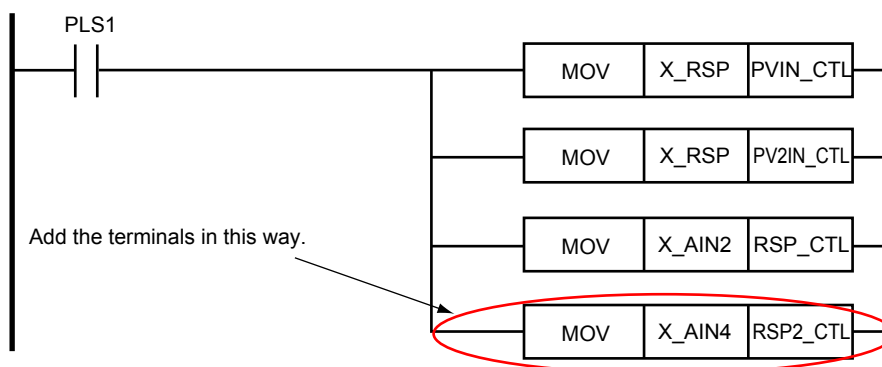 PLS1
MOV X_RSP PVIN_CTL
MOV X_RSP PV2IN_CTL
Add the terminals in this way.
MOV X_AIN2 RSP_CTL
MOV X_AIN4 RSP2_CTL